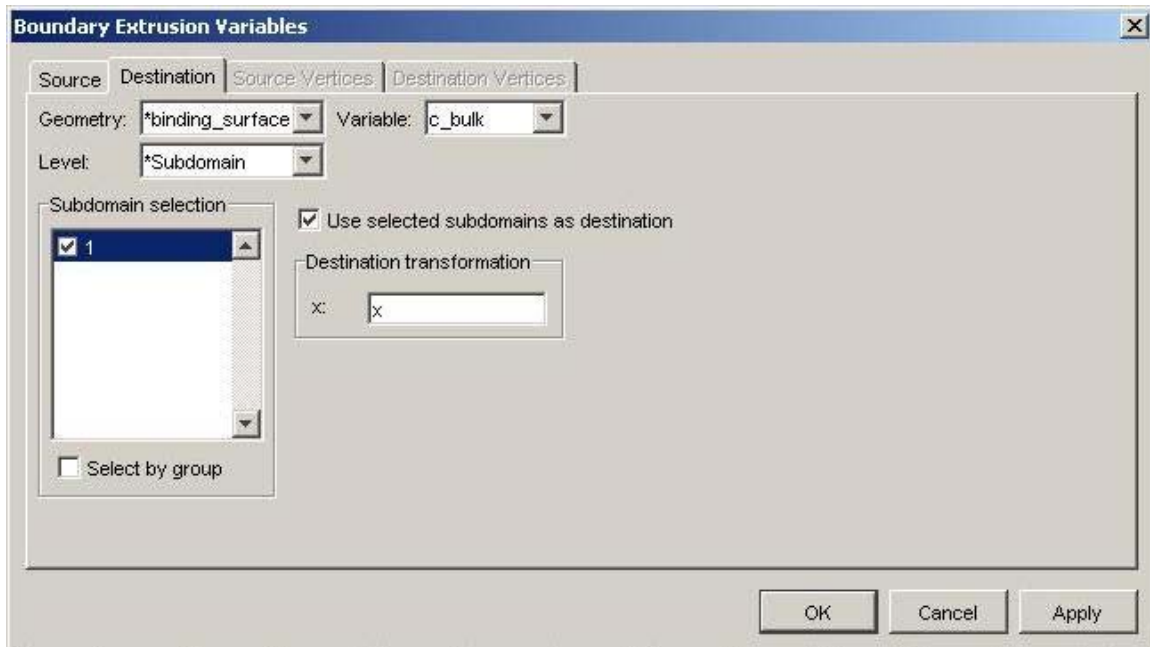 Boundary Extrusion Variables
Source Destination Source Vertices Destination Vertices
Geometry: *binding_surface Variable: c_bulk
Level: *Subdomain
Subdomain selection
Use selected subdomains as destination
1
Destination transformation
x: x
Select by group
OK Cancel Apply